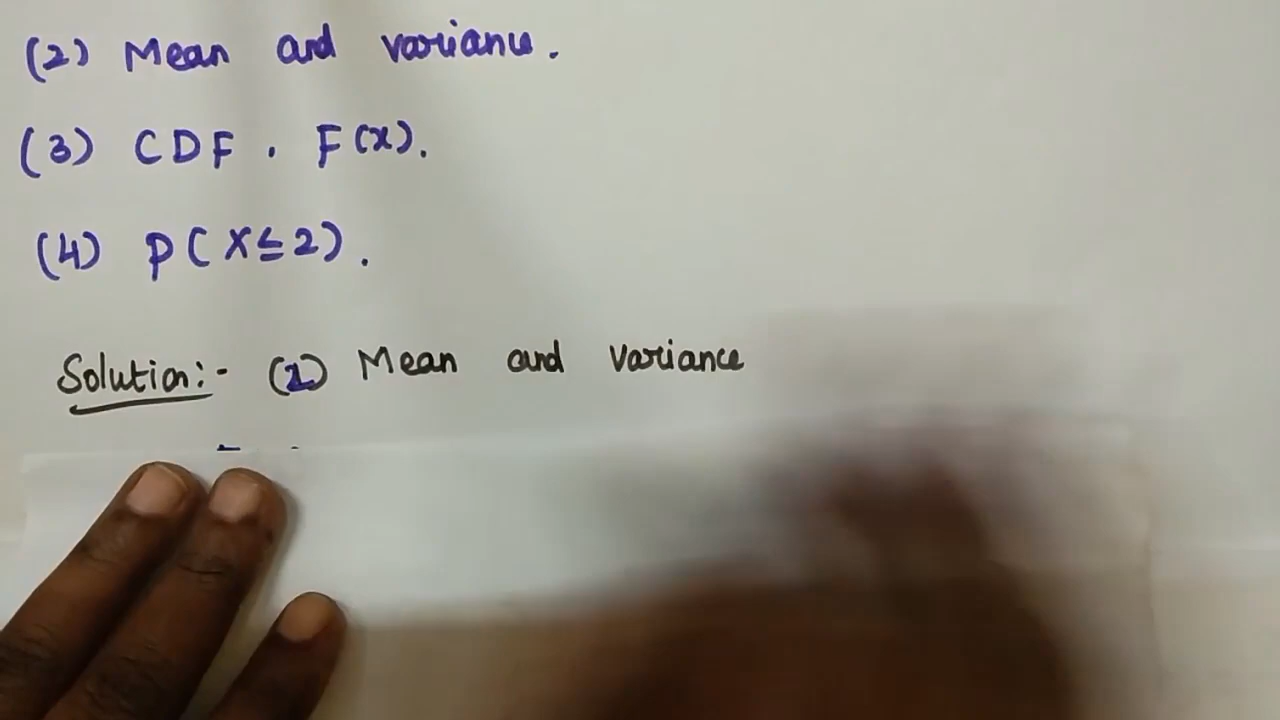 (2) Mean and variance.
(3) CDF. F(x).
(4) P(X≤2).
Solution:- (2) Mean and Variance